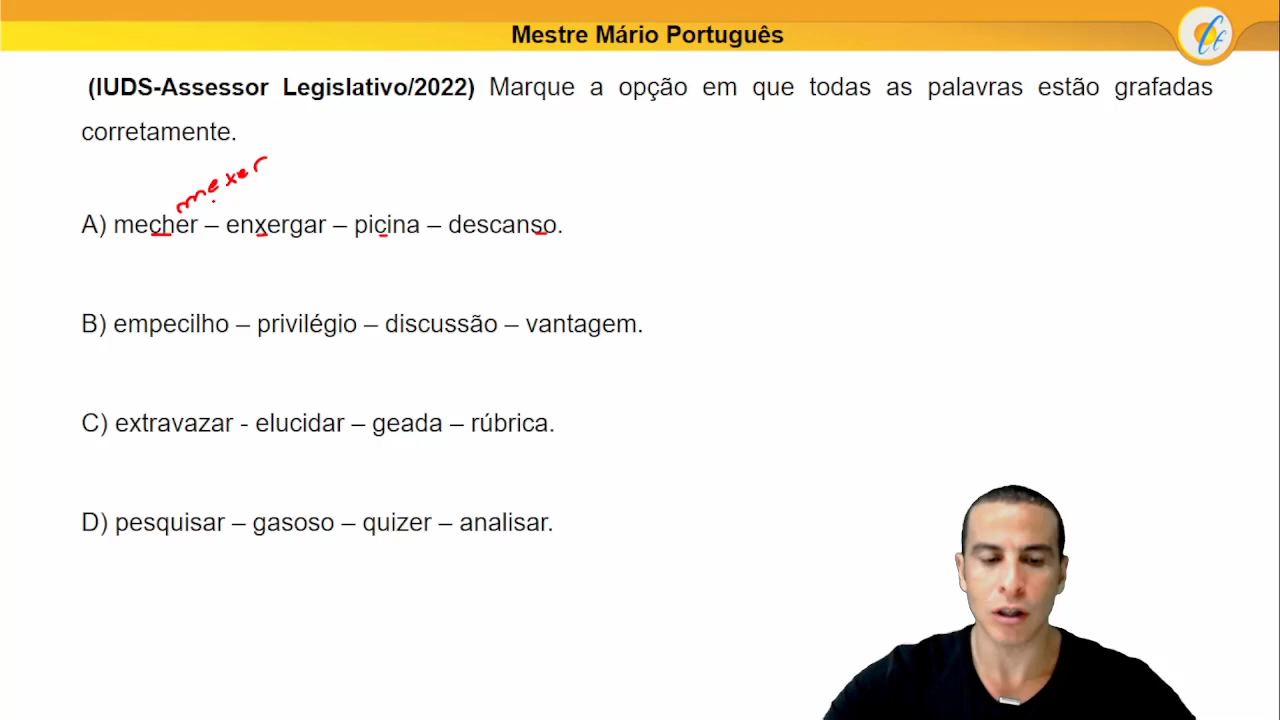 Mestre Mário Português
(IUDS-Assessor Legislativo/2022) Marque a opção em que todas as palavras estão grafadas
corretamente.
mexer
A) mecher – enxergar – picina – descanso.
B) empecilho – privilégio – discussão – vantagem.
C) extravazar - elucidar – geada – rúbrica.
D) pesquisar – gasoso – quizer – analisar.